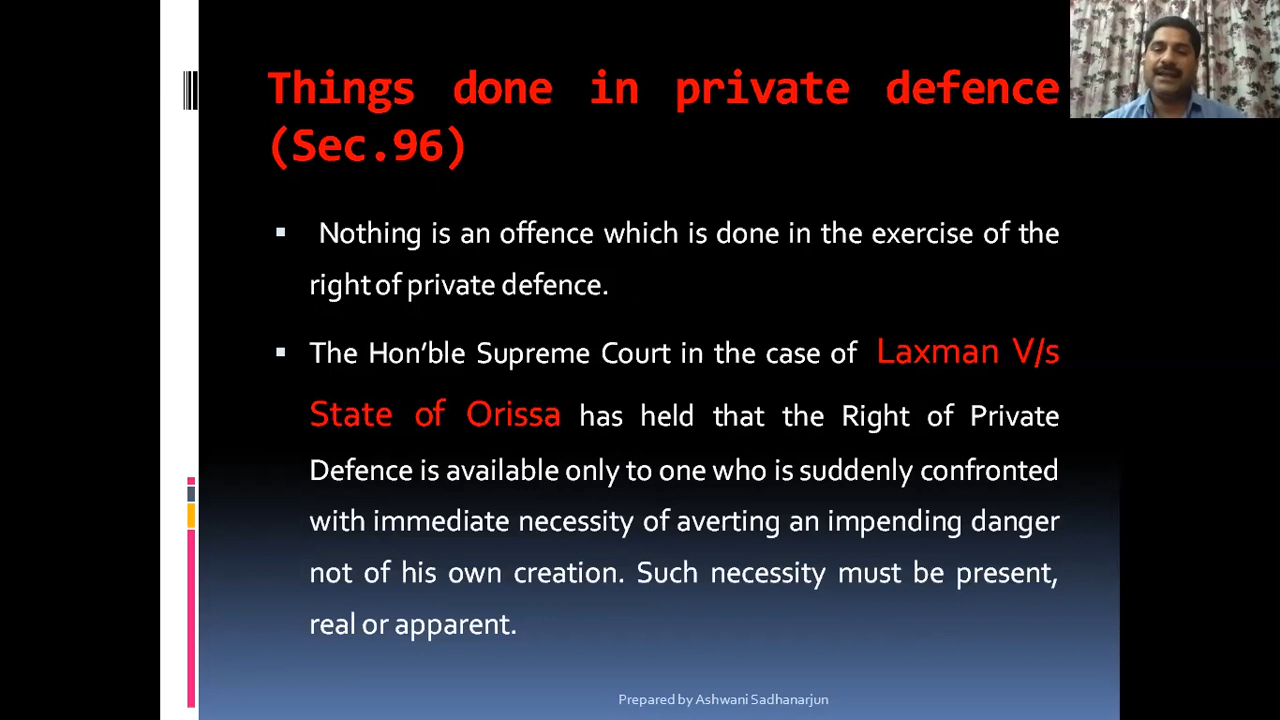 Things done in private defence
(Sec.96)
Nothing is an offence which is done in the exercise of the
right of private defence.
The Hon’ble Supreme Court in the case of Laxman V/s
State of Orissa has held that the Right of Private
Defence is available only to one who is suddenly confronted
with immediate necessity of averting an impending danger
not of his own creation. Such necessity must be present,
real or apparent.
Prepared by Ashwani Sadhanarjun